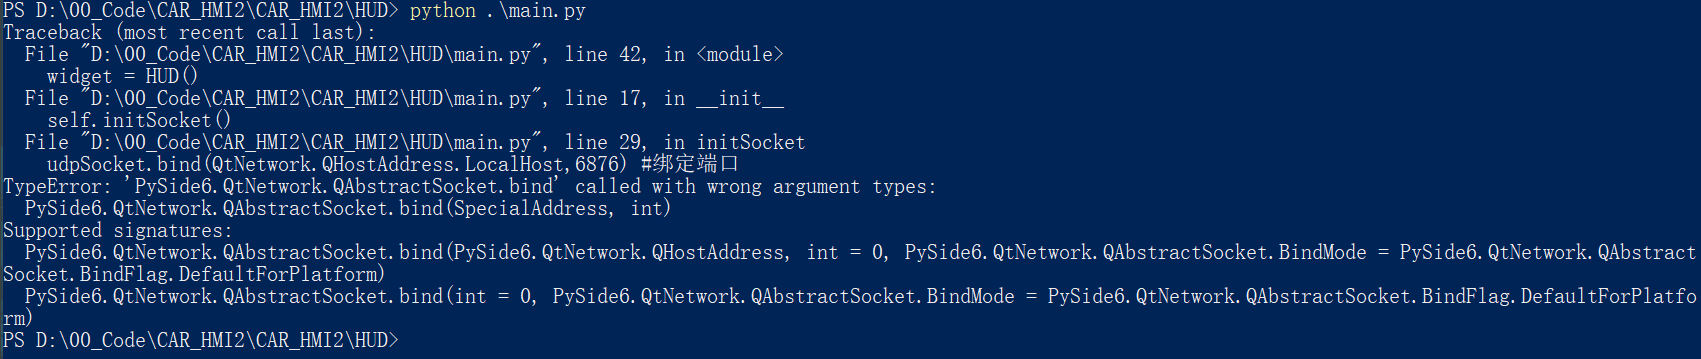 PS D:\00_Code\CAR_HMI2\CAR_HMI2\HUD> python .\main.py
Traceback (most recent call last):
  File "D:\00_Code\CAR_HMI2\CAR_HMI2\HUD\main.py", line 42, in <module>
    widget = HUD()
  File "D:\00_Code\CAR_HMI2\CAR_HMI2\HUD\main.py", line 17, in __init__
    self.initSocket()
  File "D:\00_Code\CAR_HMI2\CAR_HMI2\HUD\main.py", line 29, in initSocket
    udpSocket.bind(QtNetwork.QHostAddress.LocalHost,6876) #绑定端口
TypeError: 'PySide6.QtNetwork.QAbstractSocket.bind' called with wrong argument types:
  PySide6.QtNetwork.QAbstractSocket.bind(SpecialAddress, int)
Supported signatures:
  PySide6.QtNetwork.QAbstractSocket.bind(PySide6.QtNetwork.QHostAddress, int = 0, PySide6.QtNetwork.QAbstractSocket.BindMode = PySide6.QtNetwork.QAbstract
Socket.BindFlag.DefaultForPlatform)
  PySide6.QtNetwork.QAbstractSocket.bind(int = 0, PySide6.QtNetwork.QAbstractSocket.BindMode = PySide6.QtNetwork.QAbstractSocket.BindFlag.DefaultForPlatfo
rm)
PS D:\00_Code\CAR_HMI2\CAR_HMI2\HUD>